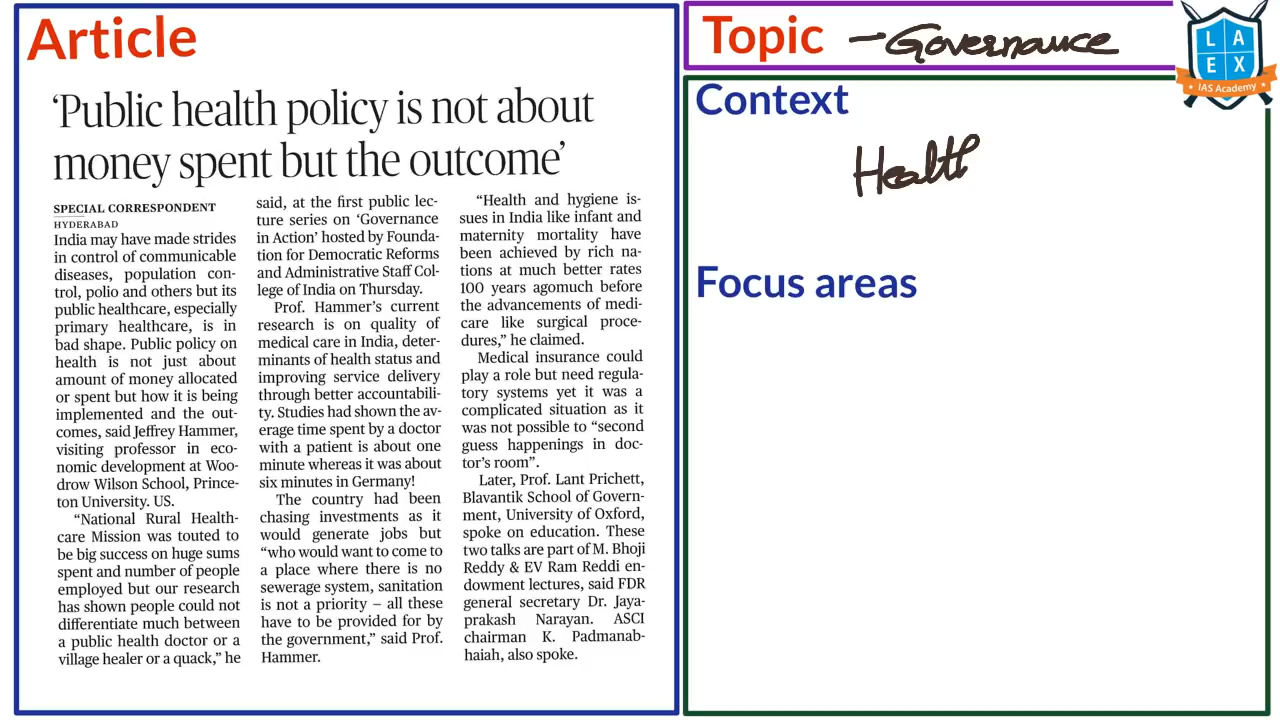 Article
‘Public health policy is not about
money spent but the outcome’
SPECIAL CORRESPONDENT
HYDERABAD
India may have made strides
in control of communicable
diseases, population con-
trol, polio and others but its
public healthcare, especially
primary healthcare, is in
bad shape. Public policy on
health is not just about
amount of money allocated
or spent but how it is being
implemented and the out-
comes, said Jeffrey Hammer,
visiting professor in eco-
nomic development at Woo-
drow Wilson School, Prince-
ton University. US.
“National Rural Health-
care Mission was touted to
be big success on huge sums
spent and number of people
employed but our research
has shown people could not
differentiate much between
a public health doctor or a
village healer or a quack,” he
said, at the first public lec-
ture series on ‘Governance
in Action’ hosted by Founda-
tion for Democratic Reforms
and Administrative Staff Col-
lege of India on Thursday.
Prof. Hammer’s current
research is on quality of
medical care in India, deter-
minants of health status and
improving service delivery
through better accountabili-
ty. Studies had shown the av-
erage time spent by a doctor
with a patient is about one
minute whereas it was about
six minutes in Germany!
The country had been
chasing investments as it
would generate jobs but
“who would want to come to
a place where there is no
sewerage system, sanitation
is not a priority – all these
have to be provided for by
the government,” said Prof.
Hammer.
“Health and hygiene is-
sues in India like infant and
maternity mortality have
been achieved by rich na-
tions at much better rates
100 years agomuch before
the advancements of medi-
care like surgical proce-
dures,” he claimed.
Medical insurance could
play a role but need regula-
tory systems yet it was a
complicated situation as it
was not possible to “second
guess happenings in doc-
tor’s room”.
Later, Prof. Lant Prichett,
Blavantik School of Govern-
ment, University of Oxford,
spoke on education. These
two talks are part of M. Bhoji
Reddy & EV Ram Reddi en-
dowment lectures, said FDR
general secretary Dr. Jaya-
prakash Narayan. ASCI
chairman K. Padmanab-
haiah, also spoke.
Topic - Governance
LA
EX
IAS Academy
Context
Health
Focus areas